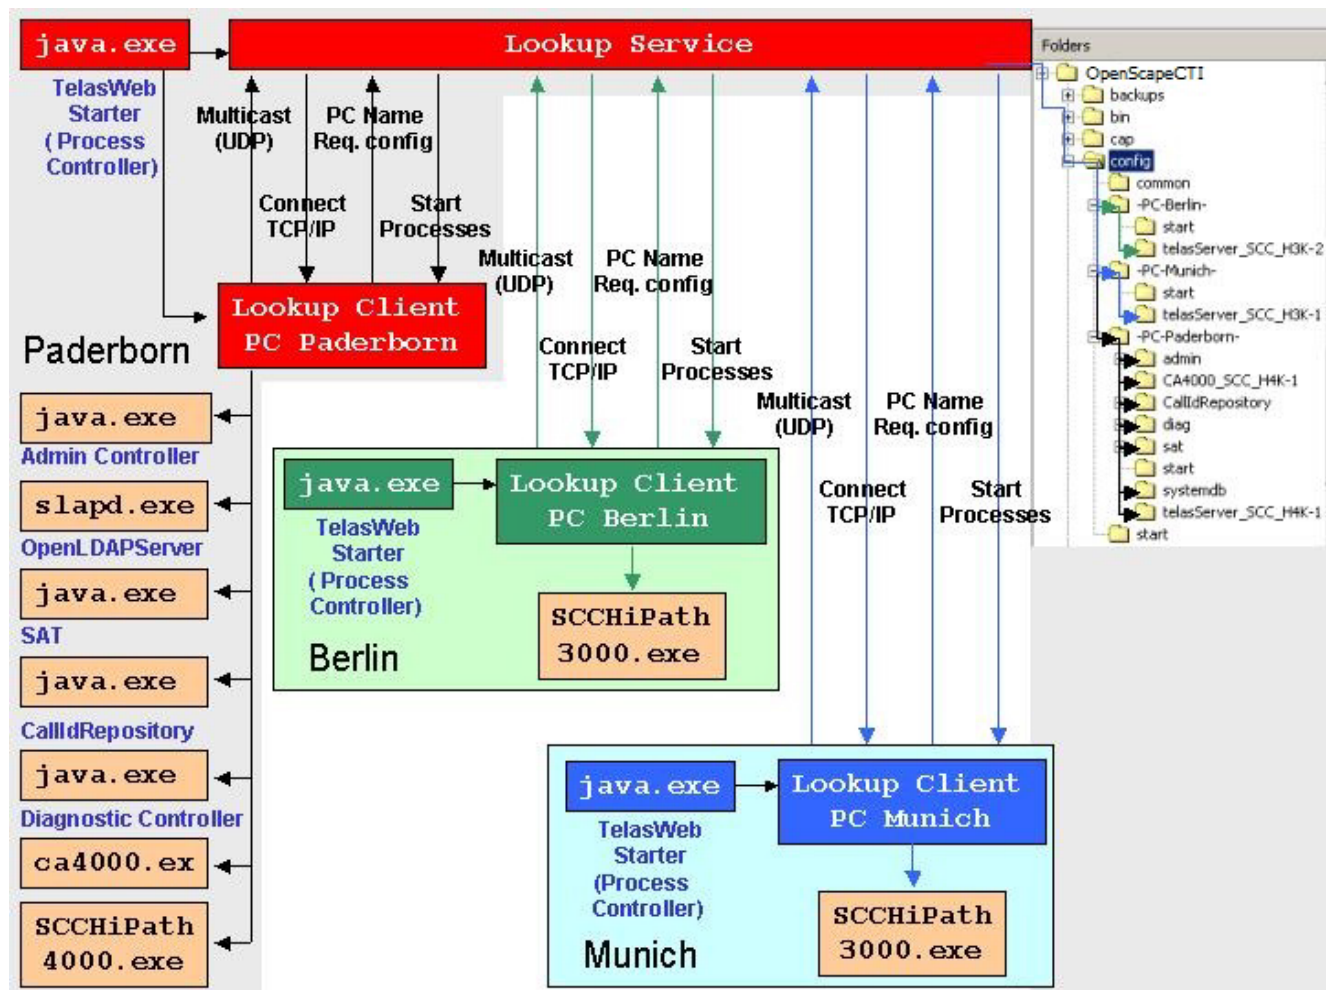 java.exe
Lookup Service
TelasWeb
Starter
( Process
Controller)
Multicast
(UDP)
PC Name
Req. config
Connect
TCP/IP
Start
Processes
Lookup Client
PC Paderborn
Paderborn
java.exe
Admin Controller
slapd.exe
OpenLDAPServer
java.exe
SAT
java.exe
CallIdRepository
java.exe
Diagnostic Controller
ca4000.ex
SCCHiPath
4000.exe
Multicast
(UDP)
PC Name
Req. config
Connect
TCP/IP
Start
Processes
java.exe
Lookup Client
PC Berlin
TelasWeb
Starter
( Process
Controller)
SCCHiPath
3000.exe
Berlin
Multicast
(UDP)
PC Name
Req. config
Connect
TCP/IP
Start
Processes
java.exe
Lookup Client
PC Munich
TelasWeb
Starter
(Process
Controller)
SCCHiPath
3000.exe
Munich
Folders
OpenScapeCTI
backups
bin
cap
config
common
-PC-Berlin-
start
telasServer_SCC_H3K-2
-PC-Munich-
start
telasServer_SCC_H3K-1
-PC-Paderborn-
admin
CA4000_SCC_H4K-1
CallIdRepository
diag
sat
start
systemdb
telasServer_SCC_H4K-1
start